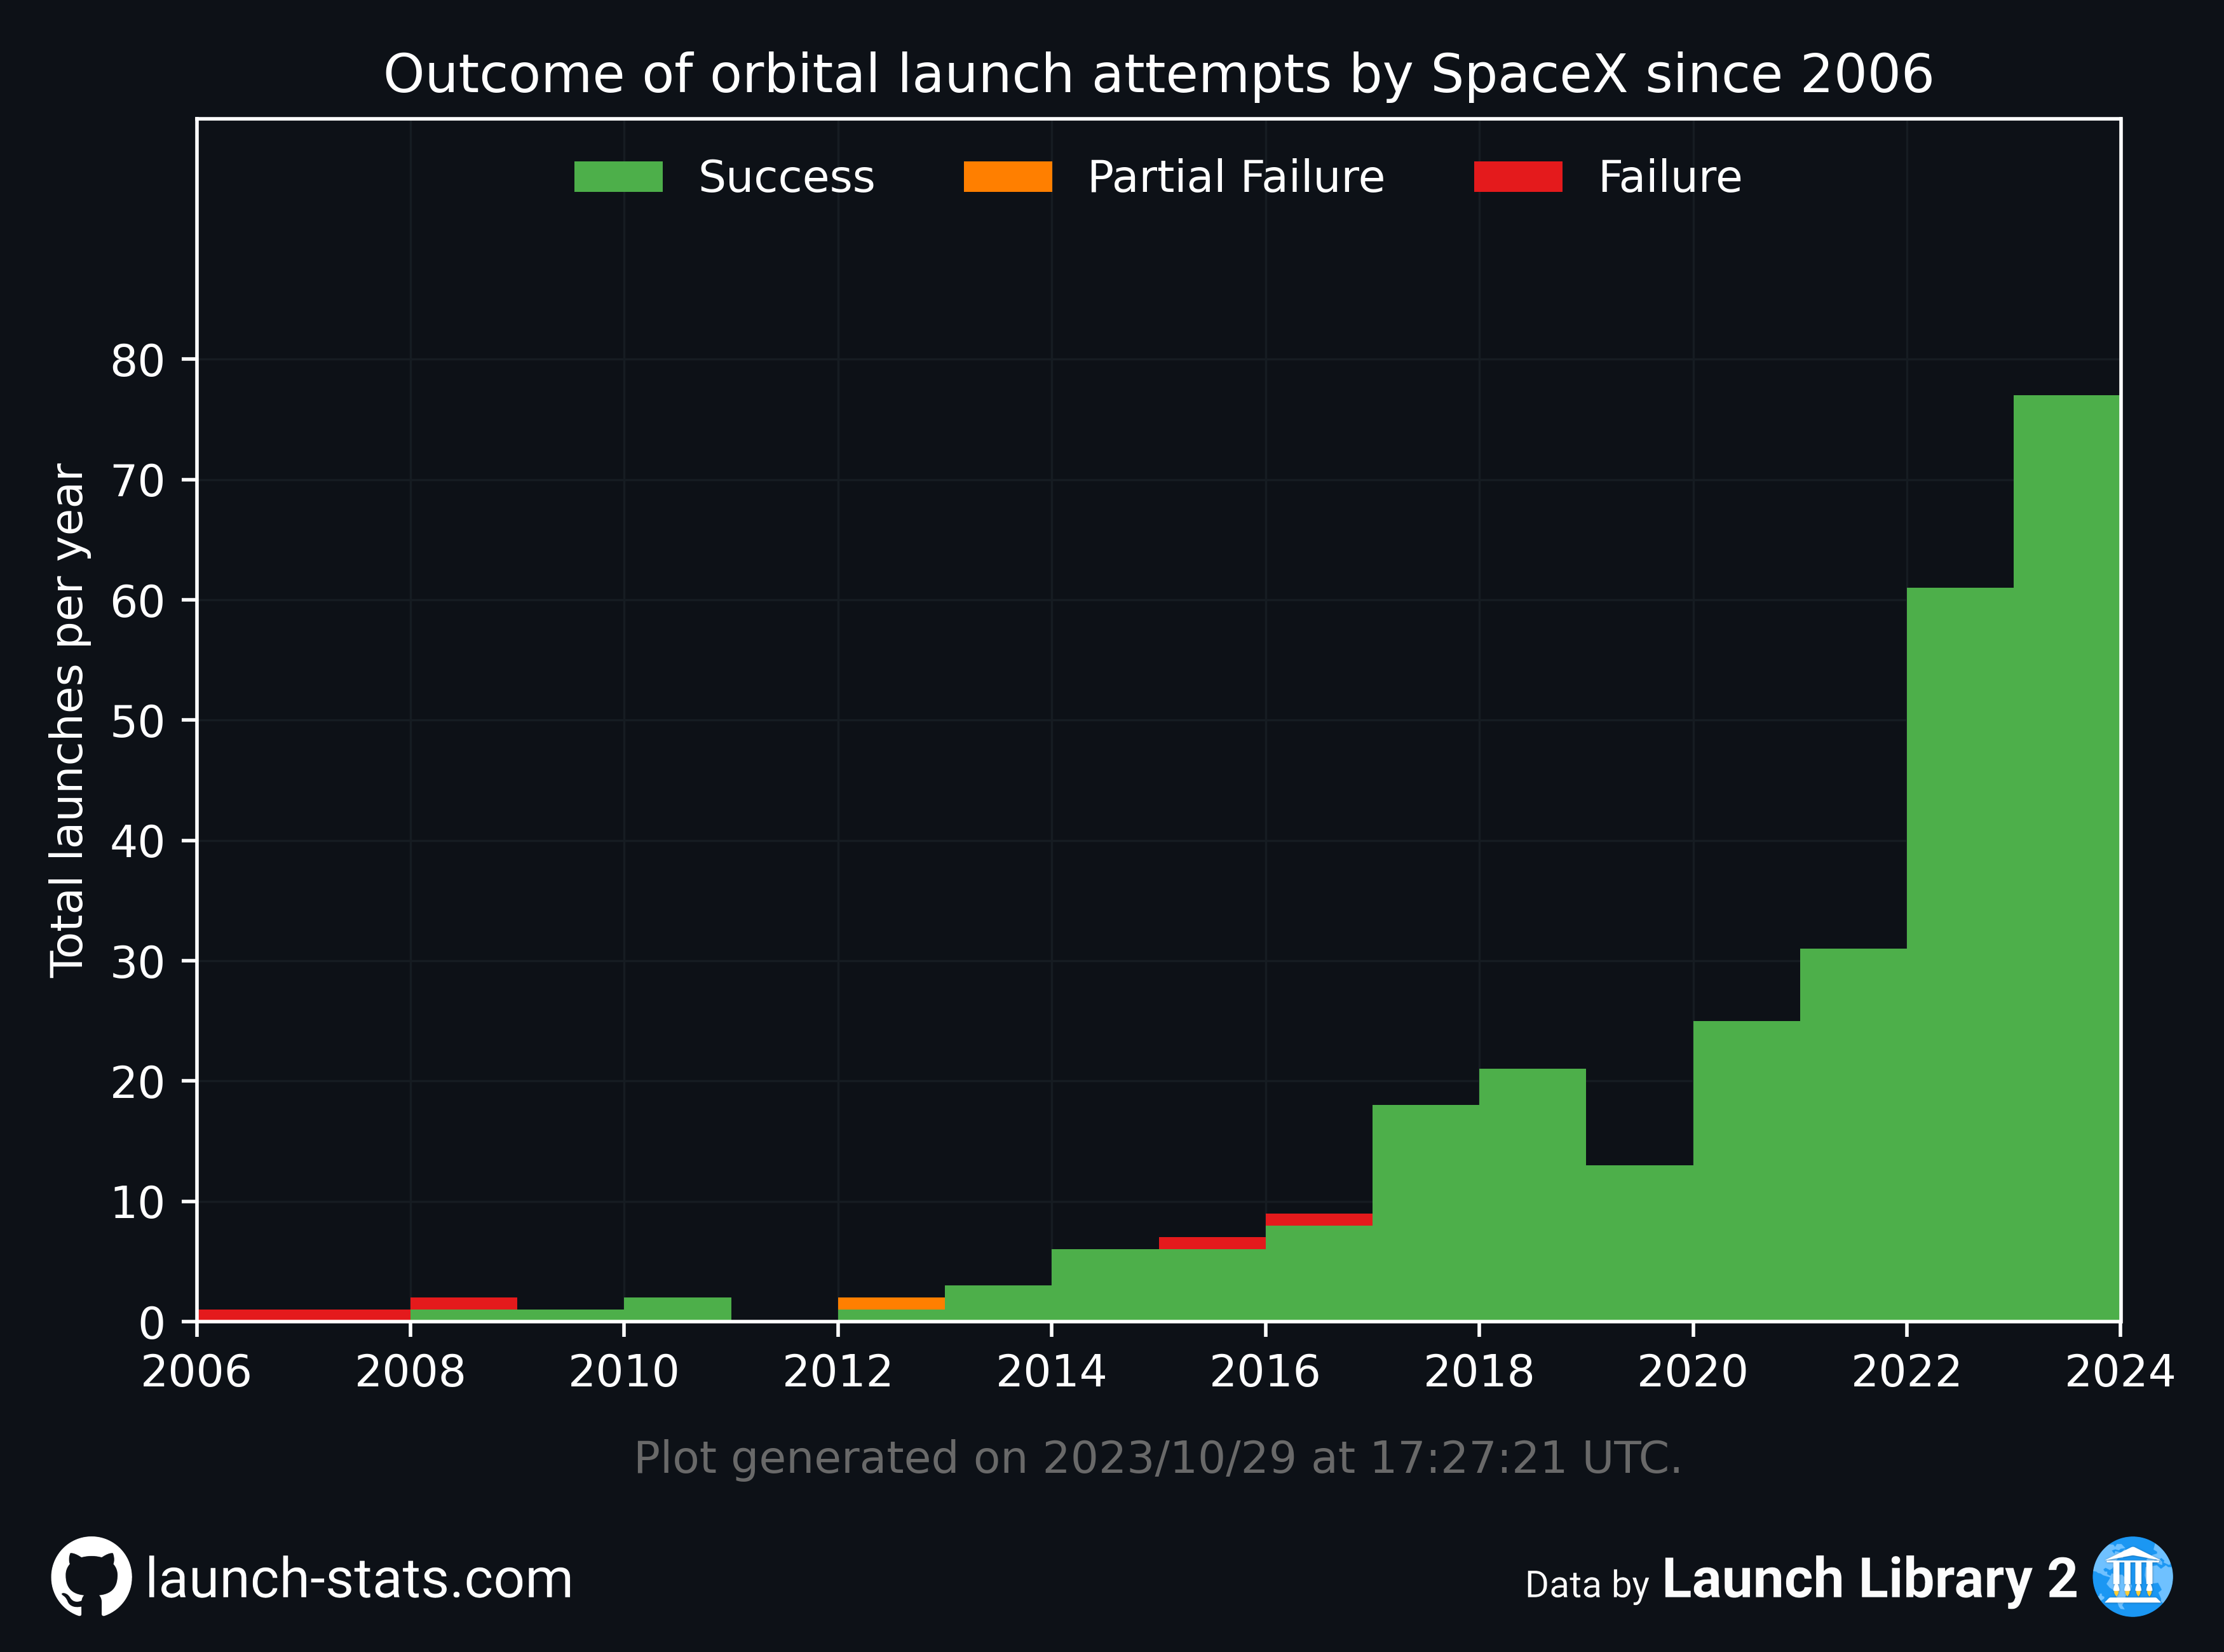 Outcome of orbital launch attempts by SpaceX since 2006
Success Partial Failure Failure
Total launches per year
80
70
60
50
40
30
20
10
0
2006 2008 2010 2012 2014 2016 2018 2020 2022 2024
Plot generated on 2023/10/29 at 17:27:21 UTC.
launch-stats.com
Data by Launch Library 2